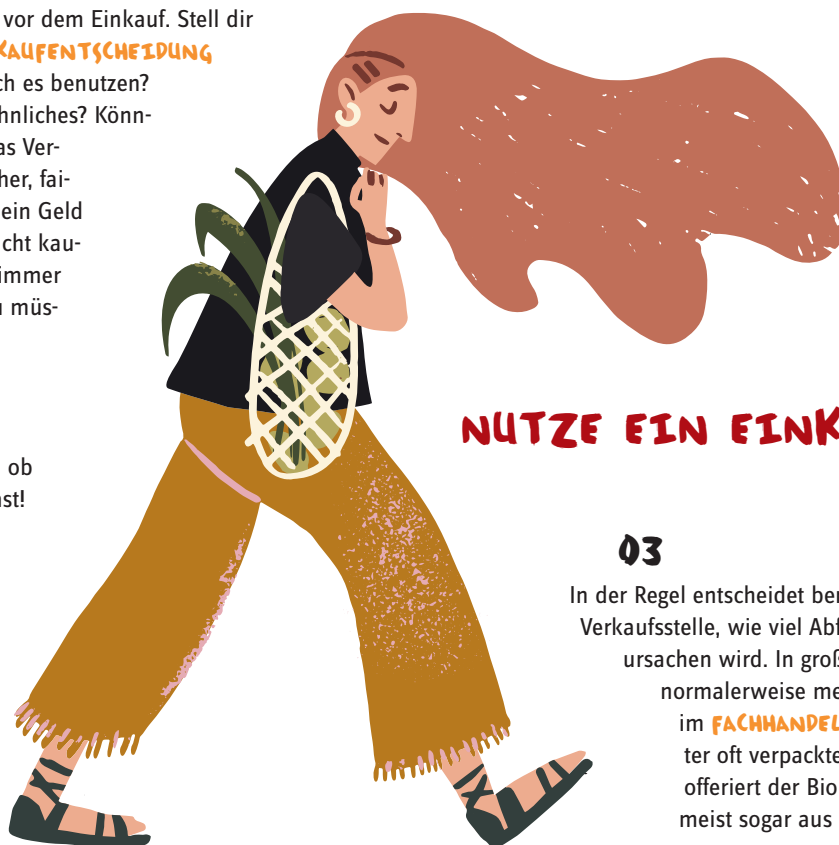 vor dem Einkauf. Stell dir
KAUFENTSCHEIDUNG
ch es benutzen?
hnliches? Könn-
as Ver-
her, fai-
ein Geld
cht kau-
immer
u müs-
ob
st!
NUTZE EIN EINK
03
In der Regel entscheidet ber
Verkaufsstelle, wie viel Abf
ursachen wird. In groß
normalerweise me
im FACHHANDEL
ter oft verpackte
offeriert der Bio
meist sogar aus